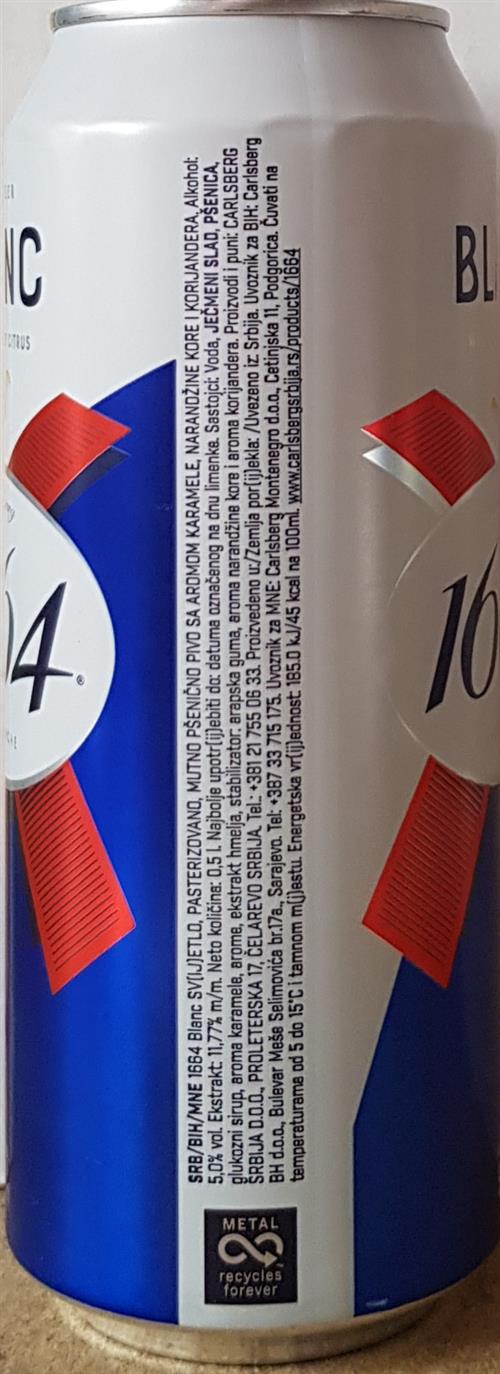 NC
CITRUS
64
®
SRB/BIH/MNE 1664 Blanc SV(I)JETLO, PASTERIZOVANO, MUTNO PŠENIČNO PIVO SA AROMOM KARAMELE, NARANDŽINE KORE I KORIJANDERA, Alkohol:
5,0% vol. Ekstrakt: 11,77% m/m. Neto količina: 0,5 l. Najbolje upotr(ij)ebiti do: datuma označenog na dnu limenke. Sastojci: Voda, JEČMENI SLAD, PŠENICA,
glukozni sirup, aroma karamele, arome, ekstrakt hmelja, stabilizator: arapska guma, aroma narandžine kore i aroma korijandera. Proizvodi i puni: CARLSBERG
SRBIJA D.O.O., PROLETERSKA 17, ČELAREVO SRBIJA, Tel.: +381 21 755 06 33. Proizvedeno u:/Zemlja por(ij)ekla: /Uvezeno iz: Srbija. Uvoznik za BiH: Carlsberg
BH d.o.o., Bulevar Meše Selimovića br.17a., Sarajevo. Tel: +387 33 715 175. Uvoznik za MNE: Carlsberg Montenegro d.o.o., Cetinjska 11, Podgorica. Čuvati na
temperaturama od 5 do 15°C i tamnom m(j)estu. Energetska vr(ij)ednost: 185.0 kJ/45 kcal na 100ml. www.carlsbergsrbija.rs/products/1664
METAL
recycles
forever
BL
16